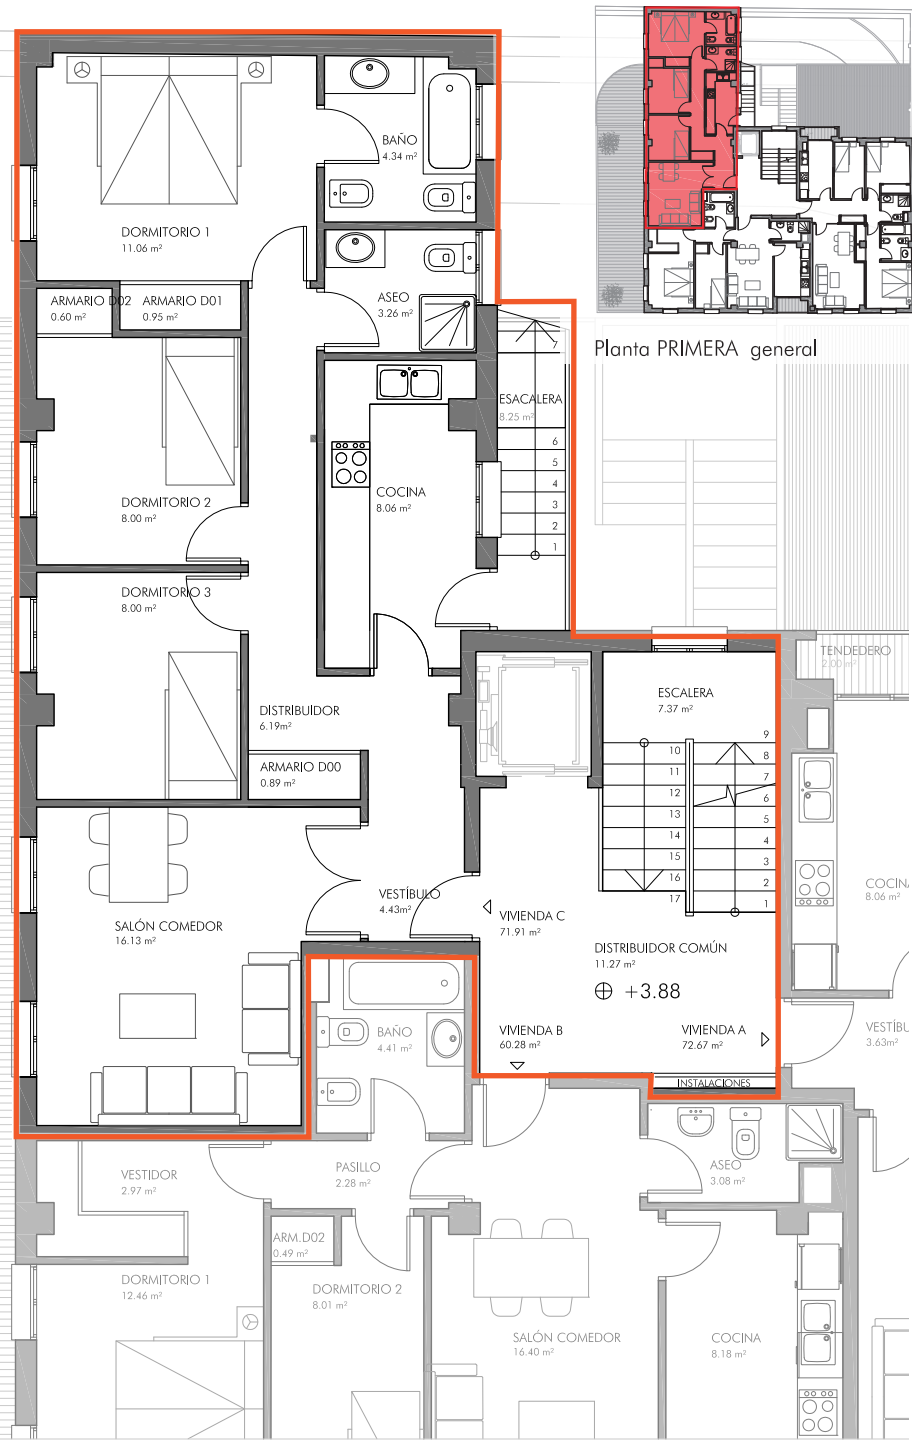 BAÑO
4.34 m²
DORMITORIO 1
11.06 m²
ARMARIO D02
0.60 m²
ARMARIO D01
0.95 m²
ASEO
3.26 m²
Planta PRIMERA general
7
ESACALERA
8.25 m²
6
5
4
3
2
1
COCINA
8.06 m²
DORMITORIO 2
8.00 m²
DORMITORIO 3
8.00 m²
TENDEDERO
2.00 m²
ESCALERA
7.37 m²
DISTRIBUIDOR
6.19m²
9
10
8
11
7
12
6
13
5
14
4
15
3
16
2
17
1
ARMARIO D00
0.89 m²
VESTÍBULO
4.43m²
COCINA
8.06 m²
SALÓN COMEDOR
16.13 m²
VIVIENDA C
71.91 m²
DISTRIBUIDOR COMÚN
11.27 m²
+3.88
BAÑO
4.41 m²
VIVIENDA B
60.28 m²
VIVIENDA A
72.67 m²
VESTÍBU
3.63m²
INSTALACIONES
VESTIDOR
2.97 m²
PASILLO
2.28 m²
ASEO
3.08 m²
ARM.D02
0.49 m²
DORMITORIO 1
12.46 m²
DORMITORIO 2
8.01 m²
SALÓN COMEDOR
16.40 m²
COCINA
8.18 m²